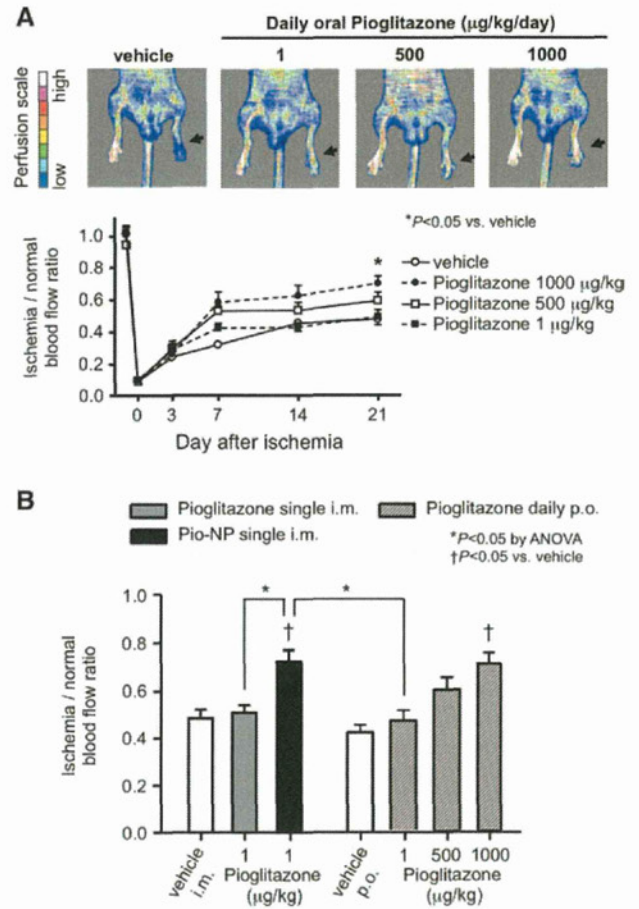 A
Daily oral Pioglitazone (μg/kg/day)
vehicle 1 500 1000
Perfusion scale
high
low
*P<0.05 vs. vehicle
Ischemia / normal
blood flow ratio
1.0
0.8
0.6
0.4
0.2
0.0
*
vehicle
Pioglitazone 1000 μg/kg
Pioglitazone 500 μg/kg
Pioglitazone 1 μg/kg
0 3 7 14 21
Day after ischemia
B
Pioglitazone single i.m. Pioglitazone daily p.o.
Pio-NP single i.m.
*P<0.05 by ANOVA
†P<0.05 vs. vehicle
Ischemia / normal
blood flow ratio
1.0
0.8
0.6
0.4
0.2
0.0
* *
† †
vehicle
i.m.
1 1
Pioglitazone
(μg/kg)
vehicle
p.o.
1 500 1000
Pioglitazone
(μg/kg)